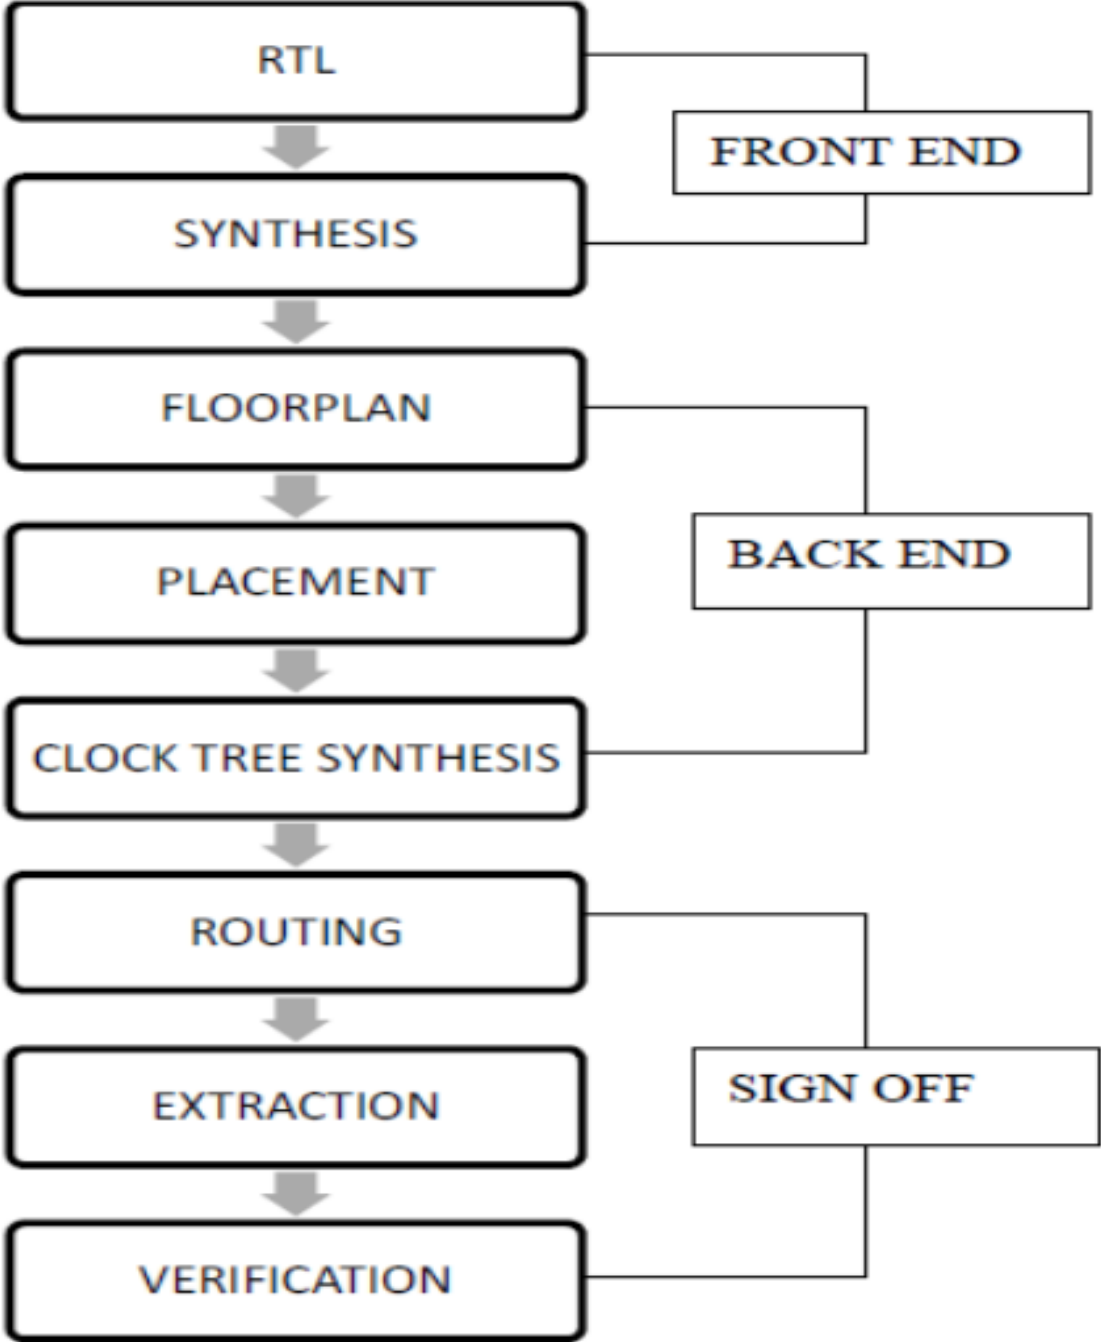 RTL
FRONT END
SYNTHESIS
FLOORPLAN
BACK END
PLACEMENT
CLOCK TREE SYNTHESIS
ROUTING
SIGN OFF
EXTRACTION
VERIFICATION